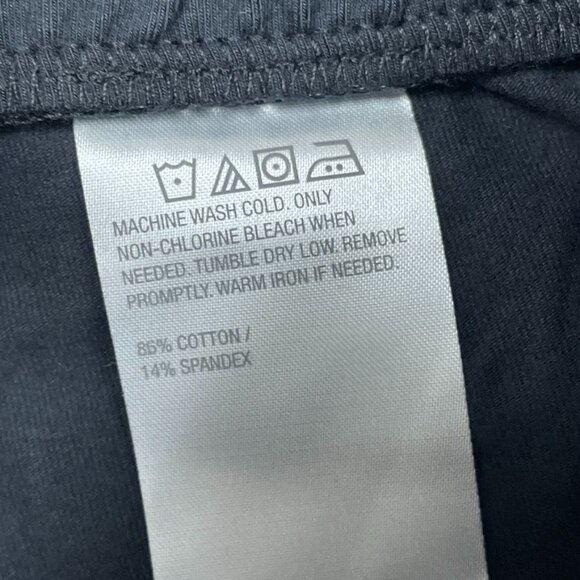 MACHINE WASH COLD. ONLY
NON-CHLORINE BLEACH WHEN
NEEDED. TUMBLE DRY LOW. REMOVE
PROMPTLY. WARM IRON IF NEEDED.
86% COTTON /
14% SPANDEX